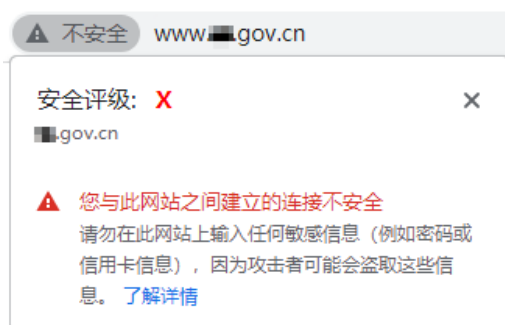 不安全 www.gov.cn
安全评级: X
.gov.cn
您与此网站之间建立的连接不安全
请勿在此网站上输入任何敏感信息（例如密码或
信用卡信息），因为攻击者可能会盗取这些信
息。 了解详情